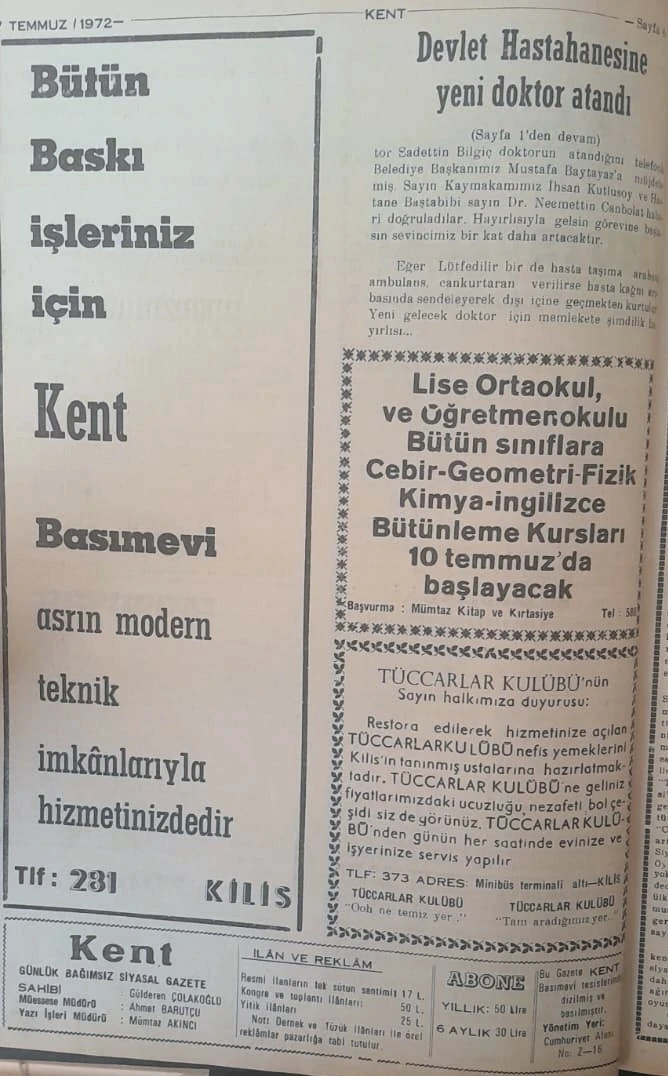 TEMMUZ / 1972—
KENT
—Sayfa
Bütün
Baskı
işleriniz
için
Kent
Basımevi
asrın modern
teknik
imkânlarıyla
hizmetinizdedir
Tlf : 281 KİLİS
Devlet Hastahanesine
yeni doktor atandı
(Sayfa 1'den devam)
tor Sadettin Bilgiç doktorun atandığını
Belediye Başkanımız Mustafa Baytayaz'a
miş. Sayın Kaymakamımız İhsan Kutlusoy ve
tane Baştabibi sayın Dr. Necmettin Canbolat
ri doğruladılar. Hayırlısıyla gelsin görevine
sın sevincimiz bir kat daha artacaktır.
Eger Lütfedilir bir de hasta taşıma
ambulans, cankurtaran verilirse hasta kağnı
basında sendeleyerek dışı içine geçmekten
Yeni gelecek doktor için memlekete şimdilik
yırlısı...
Lise Ortaokul,
ve Öğretmenokulu
Bütün sınıflara
Cebir-Geometri-Fizik
Kimya-ingilizce
Bütünleme Kursları
10 temmuz'da
başlayacak
Başvurma : Mümtaz Kitap ve Kırtasiye Tel :
TÜCCARLAR KULÜBÜ'nün
Sayın halkımıza duyurusu:
Restora edilerek hizmetinize açılan
TÜCCARLARKULÜBÜ nefis yemeklerini
Kilis'in tanınmış ustalarına hazırlatmak-
tadır. TÜCCARLAR KULÜBÜ'ne geliniz
fiyatlarımızdaki ucuzluğu, nezafeti bol çe-
şidi siz de görünüz. TÜCCARLAR KULÜ-
BÜ'nden günün her saatinde evinize ve
işyerinize servis yapılır
TLF: 373 ADRES: Minibüs terminali altı—KİLİS
TÜCCARLAR KULÜBÜ TÜCCARLAR KULÜBÜ
"Ooh ne temiz yer.." "Tam aradığımız yer.."
Kent
GÜNLÜK BAĞIMSIZ SİYASAL GAZETE
SAHİBİ : Gülderen ÇOLAKOĞLU
Müessese Müdürü : Ahmet BARUTÇU
Yazı İşleri Müdürü : Mümtaz AKINCI
İLÂN VE REKLÂM
Resmi ilanların tek sütun santimit 17 L.
Kongre ve toplantı ilânları: 50 L.
Yitik ilânları 25 L.
Notı Dernek ve Tüzük ilânları ile özel
reklâmlar pazarlığa tabi tutulur.
ABONE
YILLIK: 50 Lira
6 AYLIK 30 Lira
Bu Gazete KENT
Basımevi tesislerinde
dizilmiş ve
basılmıştır.
Yönetim Yeri:
Cumhuriyet Alanı
No: 2-16